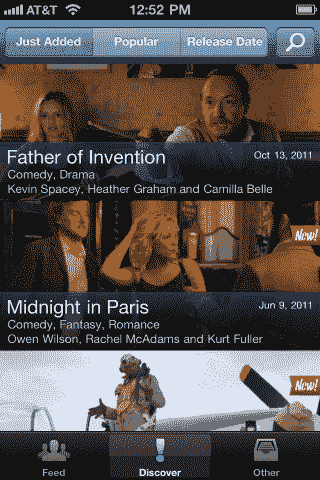 AT&T 12:52 PM
Just Added Popular Release Date
Father of Invention Oct 13, 2011
Comedy, Drama
Kevin Spacey, Heather Graham and Camilla Belle
New!
Midnight in Paris Jun 9, 2011
Comedy, Fantasy, Romance
Owen Wilson, Rachel McAdams and Kurt Fuller
New!
Feed Discover Other